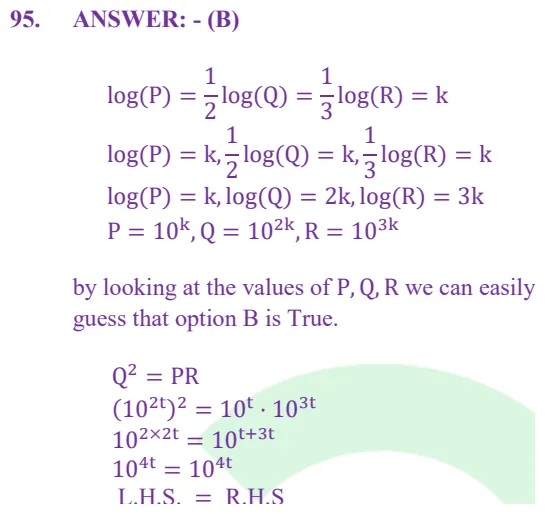 95. ANSWER: - (B)
log(P) = 1/2 log(Q) = 1/3 log(R) = k
log(P) = k, 1/2 log(Q) = k, 1/3 log(R) = k
log(P) = k, log(Q) = 2k, log(R) = 3k
P = 10^k, Q = 10^2k, R = 10^3k
by looking at the values of P, Q, R we can easily
guess that option B is True.
Q² = PR
(10^2t)² = 10^t · 10^3t
10^2×2t = 10^t+3t
10^4t = 10^4t
L.H.S. = R.H.S